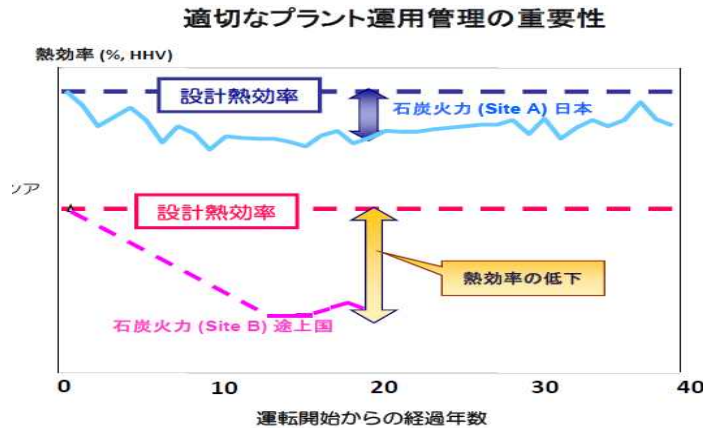 適切なプラント運用管理の重要性
熱効率 (%, HHV)
設計熱効率
石炭火力 (Site A) 日本
シア
設計熱効率
熱効率の低下
石炭火力 (Site B) 途上国
0 10 20 30 40
運転開始からの経過年数